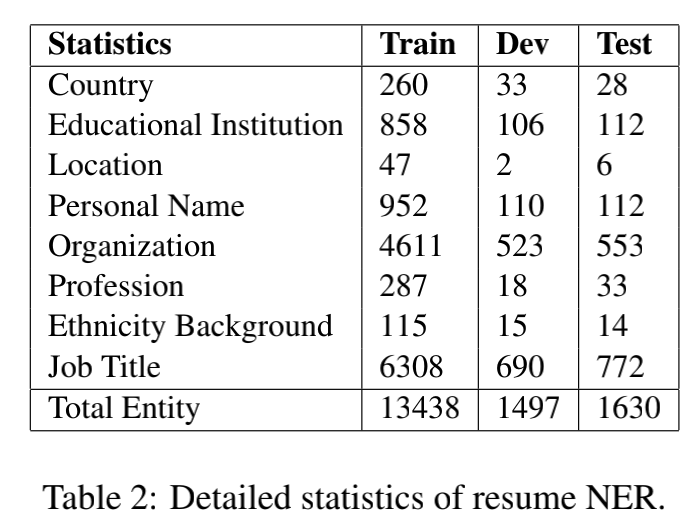 Statistics Train Dev Test
Country 260 33 28
Educational Institution 858 106 112
Location 47 2 6
Personal Name 952 110 112
Organization 4611 523 553
Profession 287 18 33
Ethnicity Background 115 15 14
Job Title 6308 690 772
Total Entity 13438 1497 1630
Table 2: Detailed statistics of resume NER.